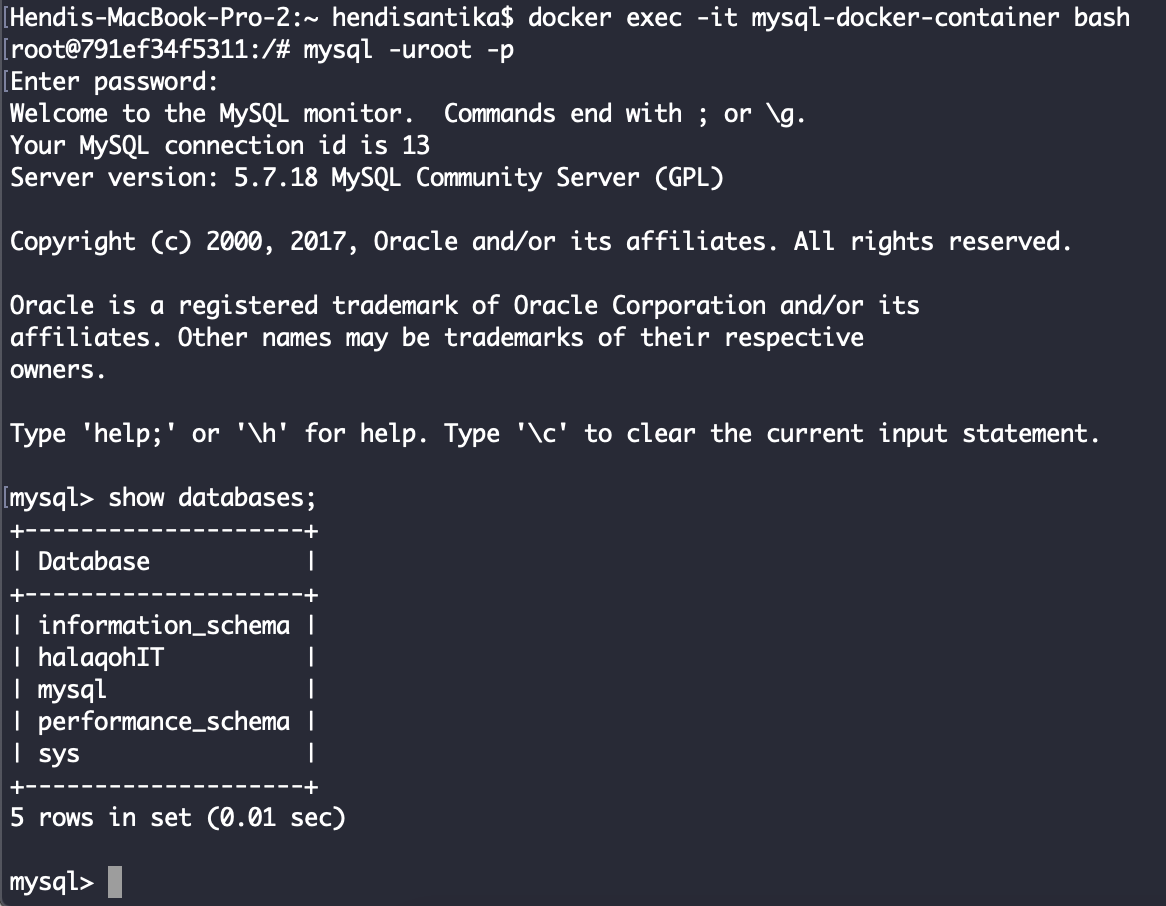 [Hendis-MacBook-Pro-2:~ hendisantika$ docker exec -it mysql-docker-container bash
[root@791ef34f5311:/# mysql -uroot -p
[Enter password:
Welcome to the MySQL monitor.  Commands end with ; or \g.
Your MySQL connection id is 13
Server version: 5.7.18 MySQL Community Server (GPL)

Copyright (c) 2000, 2017, Oracle and/or its affiliates. All rights reserved.

Oracle is a registered trademark of Oracle Corporation and/or its
affiliates. Other names may be trademarks of their respective
owners.

Type 'help;' or '\h' for help. Type '\c' to clear the current input statement.

[mysql> show databases;
+--------------------+
| Database           |
+--------------------+
| information_schema |
| halaqohIT          |
| mysql              |
| performance_schema |
| sys                |
+--------------------+
5 rows in set (0.01 sec)

mysql>